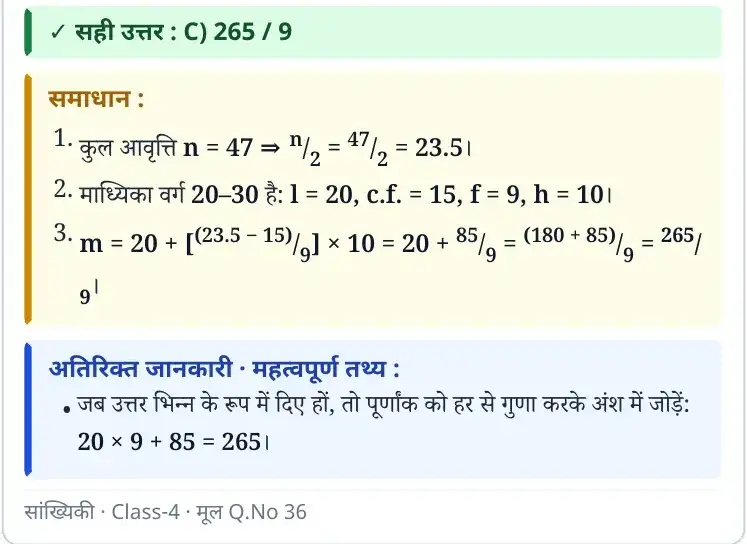 ✓ सही उत्तर : C) 265 / 9
समाधान :
1. कुल आवृत्ति n = 47 ⇒ n/2 = 47/2 = 23.5।
2. माध्यिका वर्ग 20–30 है: l = 20, c.f. = 15, f = 9, h = 10।
3. m = 20 + [(23.5 − 15)/9] × 10 = 20 + 85/9 = (180 + 85)/9 = 265/
9।
अतिरिक्त जानकारी · महत्वपूर्ण तथ्य :
• जब उत्तर भिन्न के रूप में दिए हों, तो पूर्णांक को हर से गुणा करके अंश में जोड़ें:
20 × 9 + 85 = 265।
सांख्यिकी · Class-4 · मूल Q.No 36